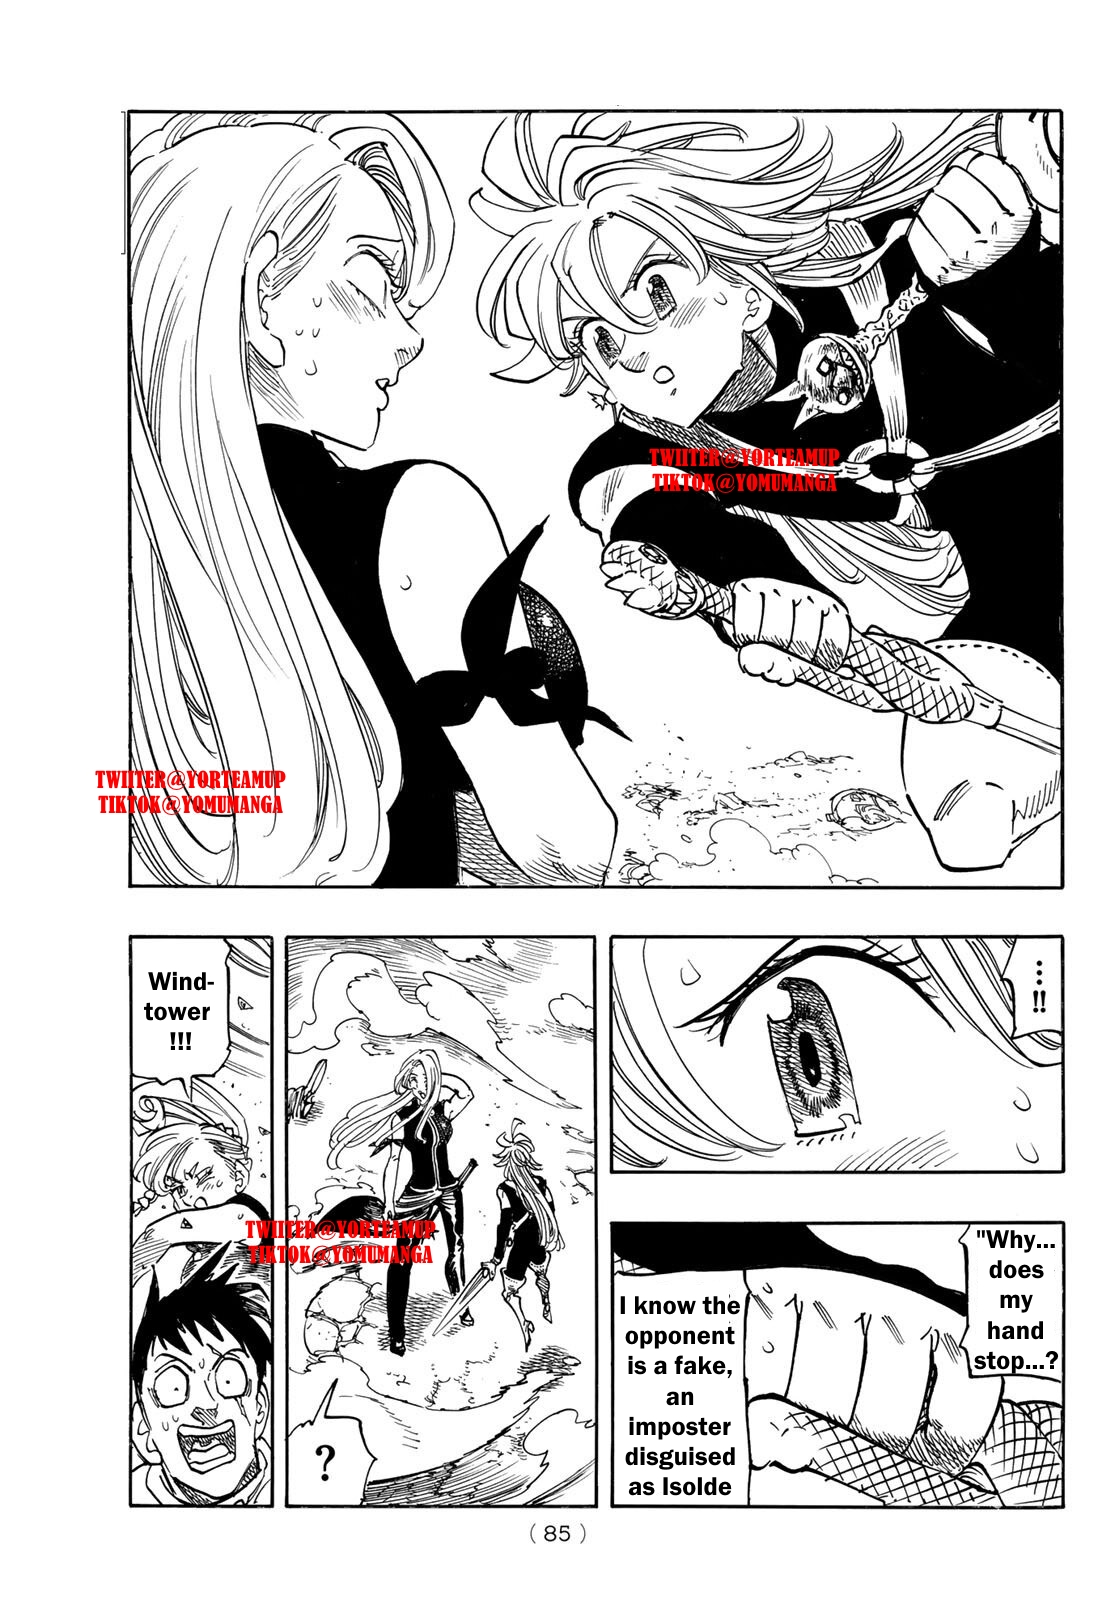 TWIITER@YORTEAMUP
TIKTOK@YOMUMANGA
TWIITER@YORTEAMUP
TIKTOK@YOMUMANGA
...!!
"Why...
does
my
hand
stop...?
I know the
opponent
is a fake,
an
imposter
disguised
as Isolde
TWIITER@YORTEAMUP
TIKTOK@YOMUMANGA
?
Wind-
tower
!!!
( 85 )